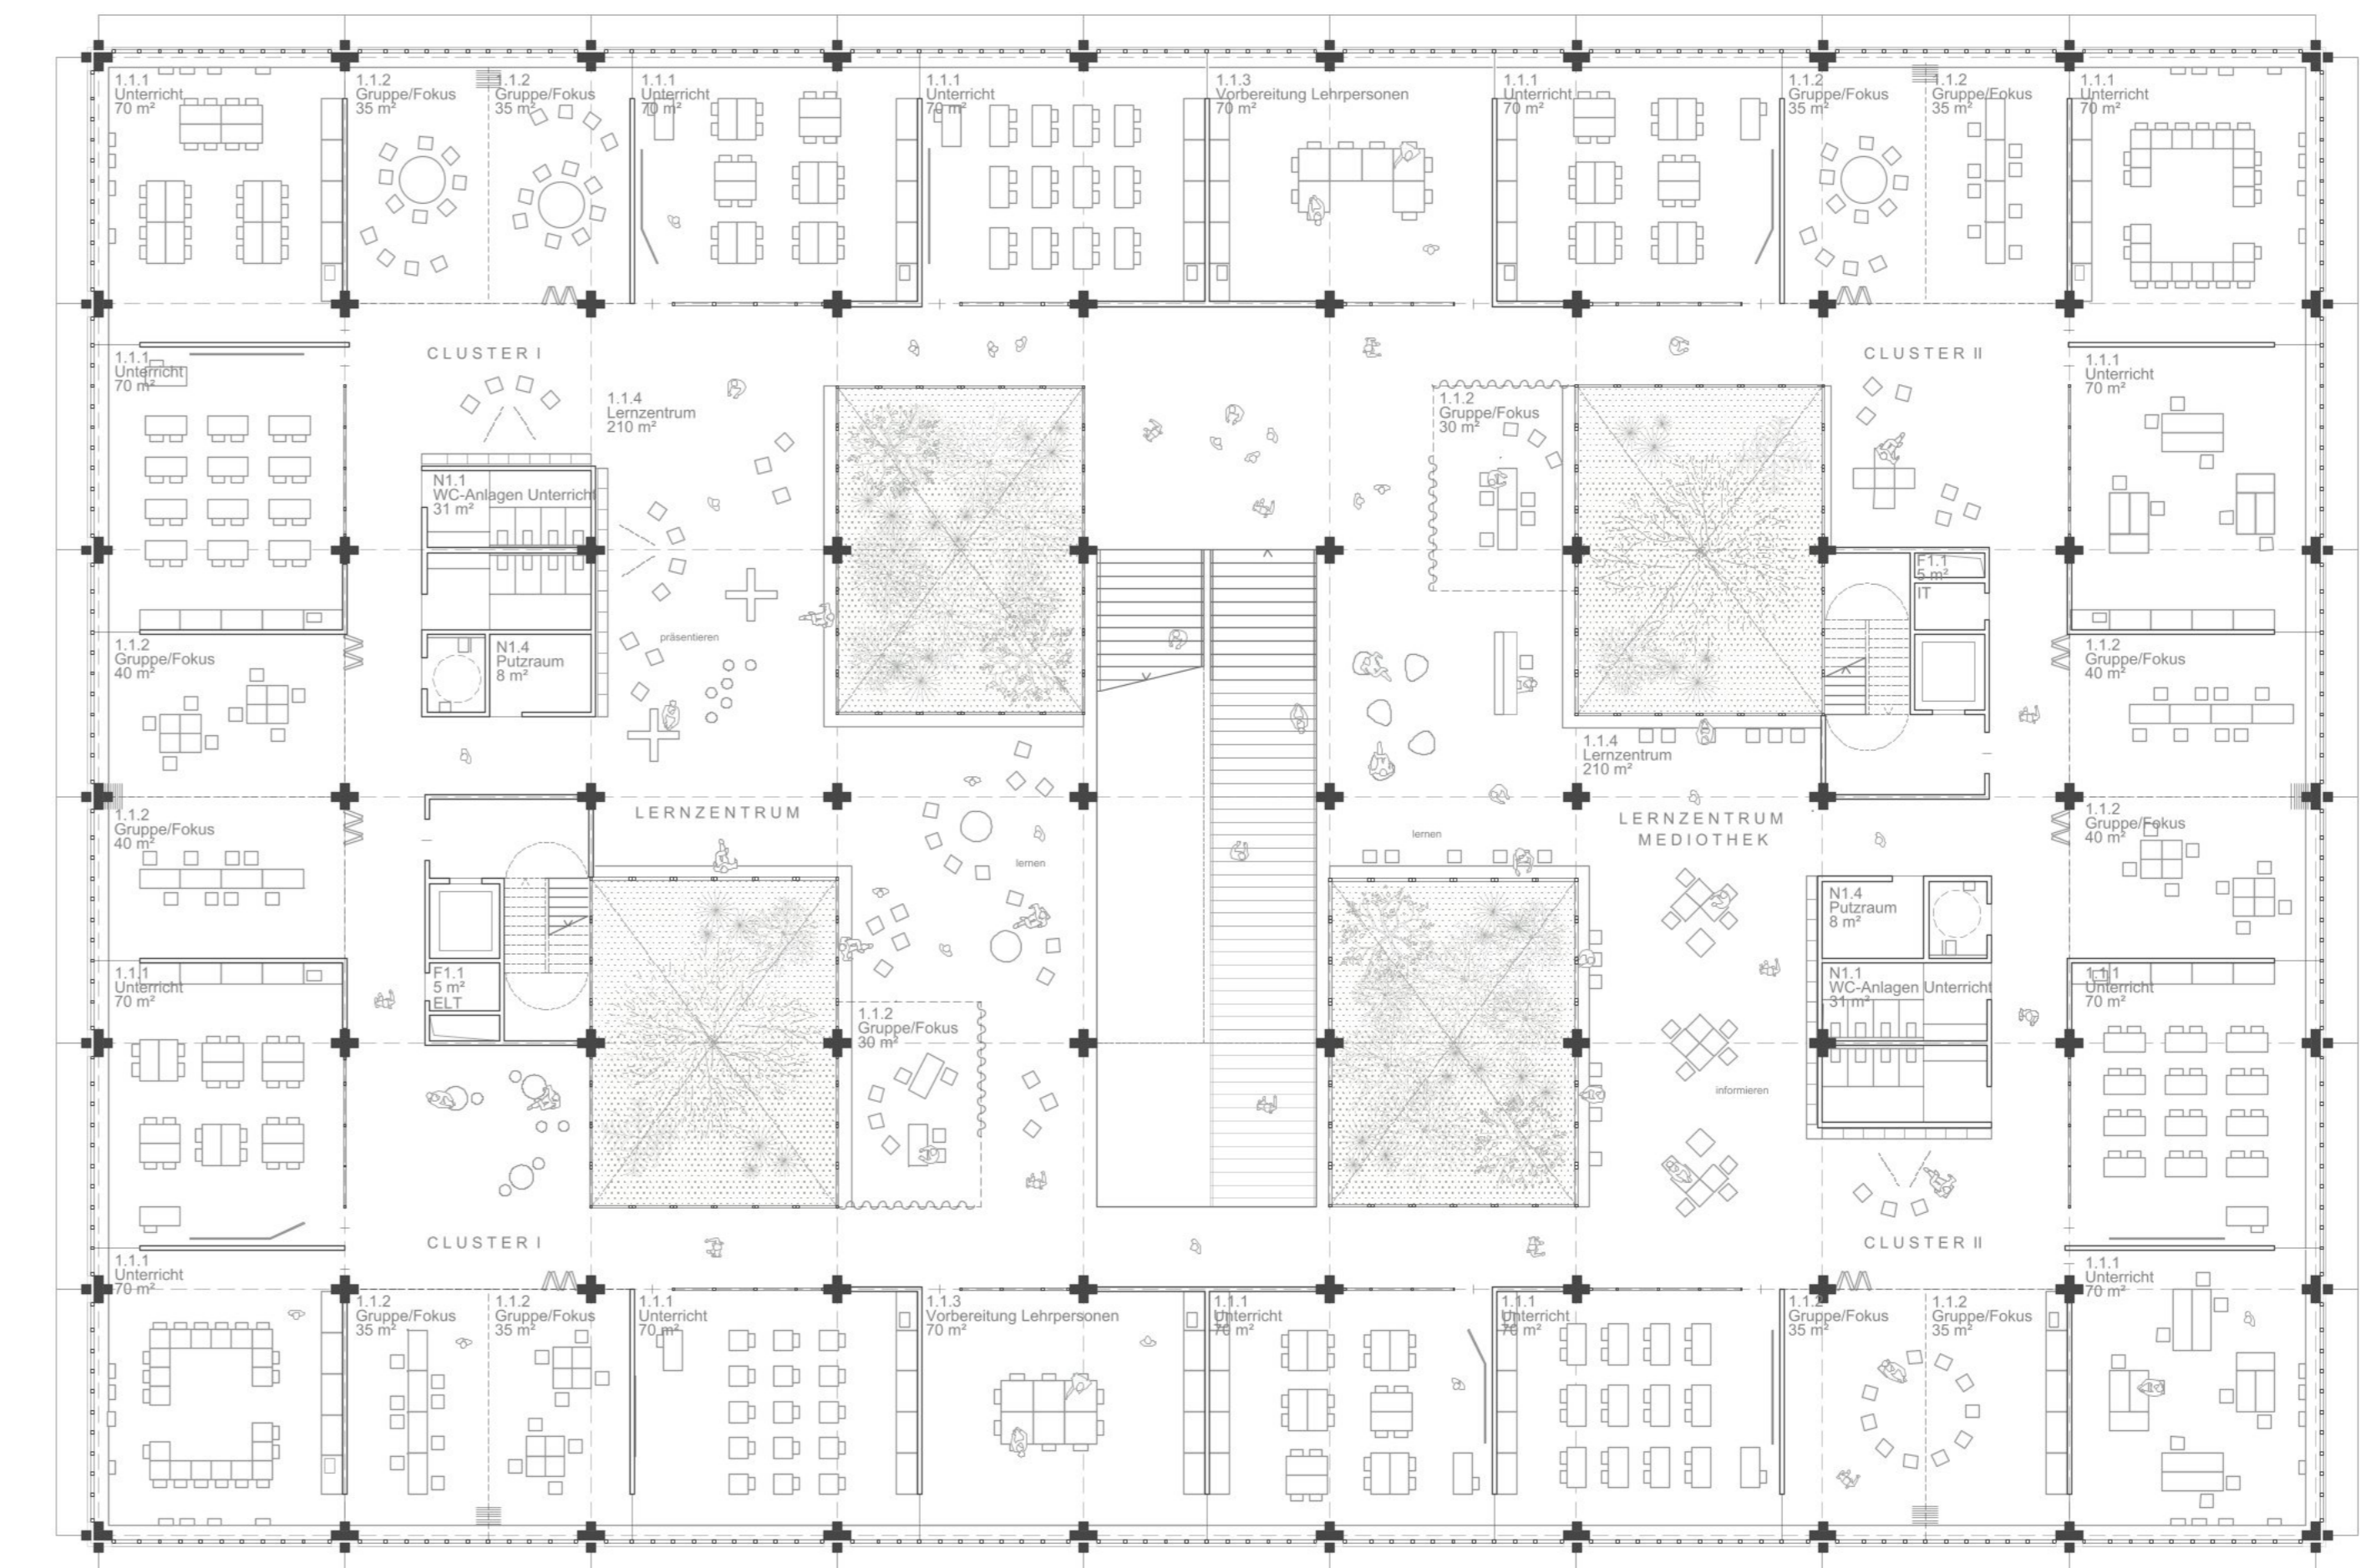 1.1.1
Unterricht
70 m²
1.1.2
Gruppe/Fokus
35 m²
1.1.2
Gruppe/Fokus
35 m²
1.1.1
Unterricht
70 m²
1.1.1
Unterricht
70 m²
1.1.3
Vorbereitung Lehrpersonen
70 m²
1.1.1
Unterricht
70 m²
1.1.2
Gruppe/Fokus
35 m²
1.1.2
Gruppe/Fokus
35 m²
1.1.1
Unterricht
70 m²
1.1.1
Unterricht
70 m²
CLUSTER I
1.1.4
Lernzentrum
210 m²
1.1.2
Gruppe/Fokus
30 m²
CLUSTER II
1.1.1
Unterricht
70 m²
N1.1
WC-Anlagen Unterricht
31 m²
F1.1
5 m²
IT
1.1.2
Gruppe/Fokus
40 m²
N1.4
Putzraum
8 m²
präsentieren
1.1.2
Gruppe/Fokus
40 m²
1.1.4
Lernzentrum
210 m²
1.1.2
Gruppe/Fokus
40 m²
LERNZENTRUM
lernen
lernen
LERNZENTRUM
MEDIOTHEK
1.1.2
Gruppe/Fokus
40 m²
N1.4
Putzraum
8 m²
1.1.1
Unterricht
70 m²
F1.1
5 m²
ELT
1.1.2
Gruppe/Fokus
30 m²
N1.1
WC-Anlagen Unterricht
31 m²
1.1.1
Unterricht
70 m²
informieren
CLUSTER I
CLUSTER II
1.1.1
Unterricht
70 m²
1.1.2
Gruppe/Fokus
35 m²
1.1.2
Gruppe/Fokus
35 m²
1.1.1
Unterricht
70 m²
1.1.3
Vorbereitung Lehrpersonen
70 m²
1.1.1
Unterricht
70 m²
1.1.1
Unterricht
70 m²
1.1.2
Gruppe/Fokus
35 m²
1.1.2
Gruppe/Fokus
35 m²
1.1.1
Unterricht
70 m²